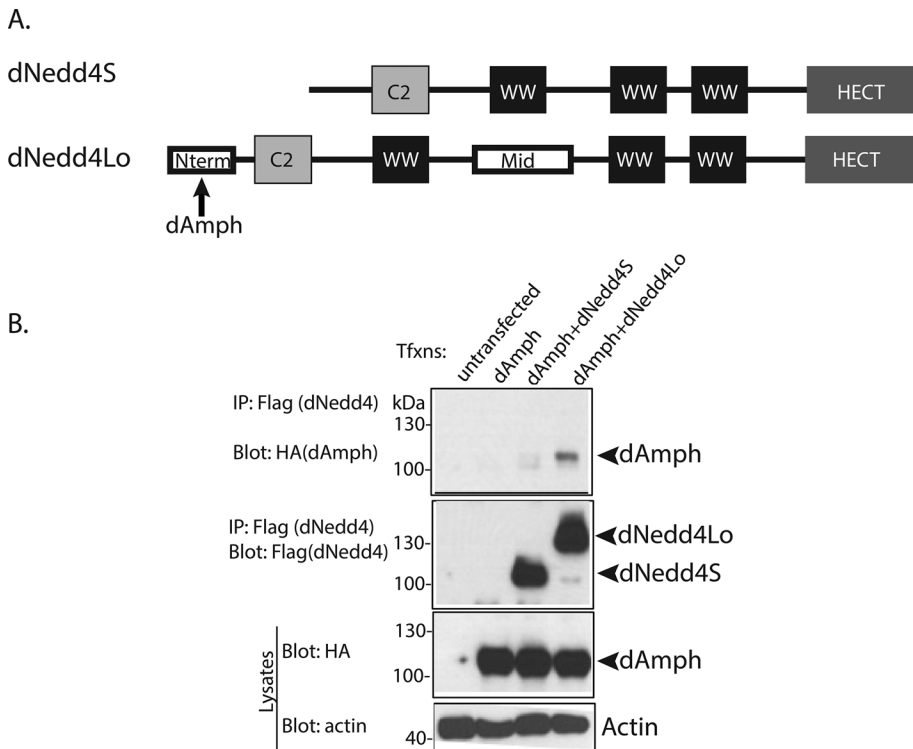 A.
dNedd4S
C2 WW WW WW HECT
dNedd4Lo
Nterm C2 WW Mid WW WW HECT
dAmph
B.
Tfxns: untransfected dAmph dAmph+dNedd4S dAmph+dNedd4Lo
IP: Flag (dNedd4) kDa
130-
Blot: HA(dAmph) dAmph
100-
IP: Flag (dNedd4) dNedd4Lo
Blot: Flag(dNedd4) 130-
dNedd4S
100-
130-
Lysates Blot: HA dAmph
100-
Blot: actin Actin
40-